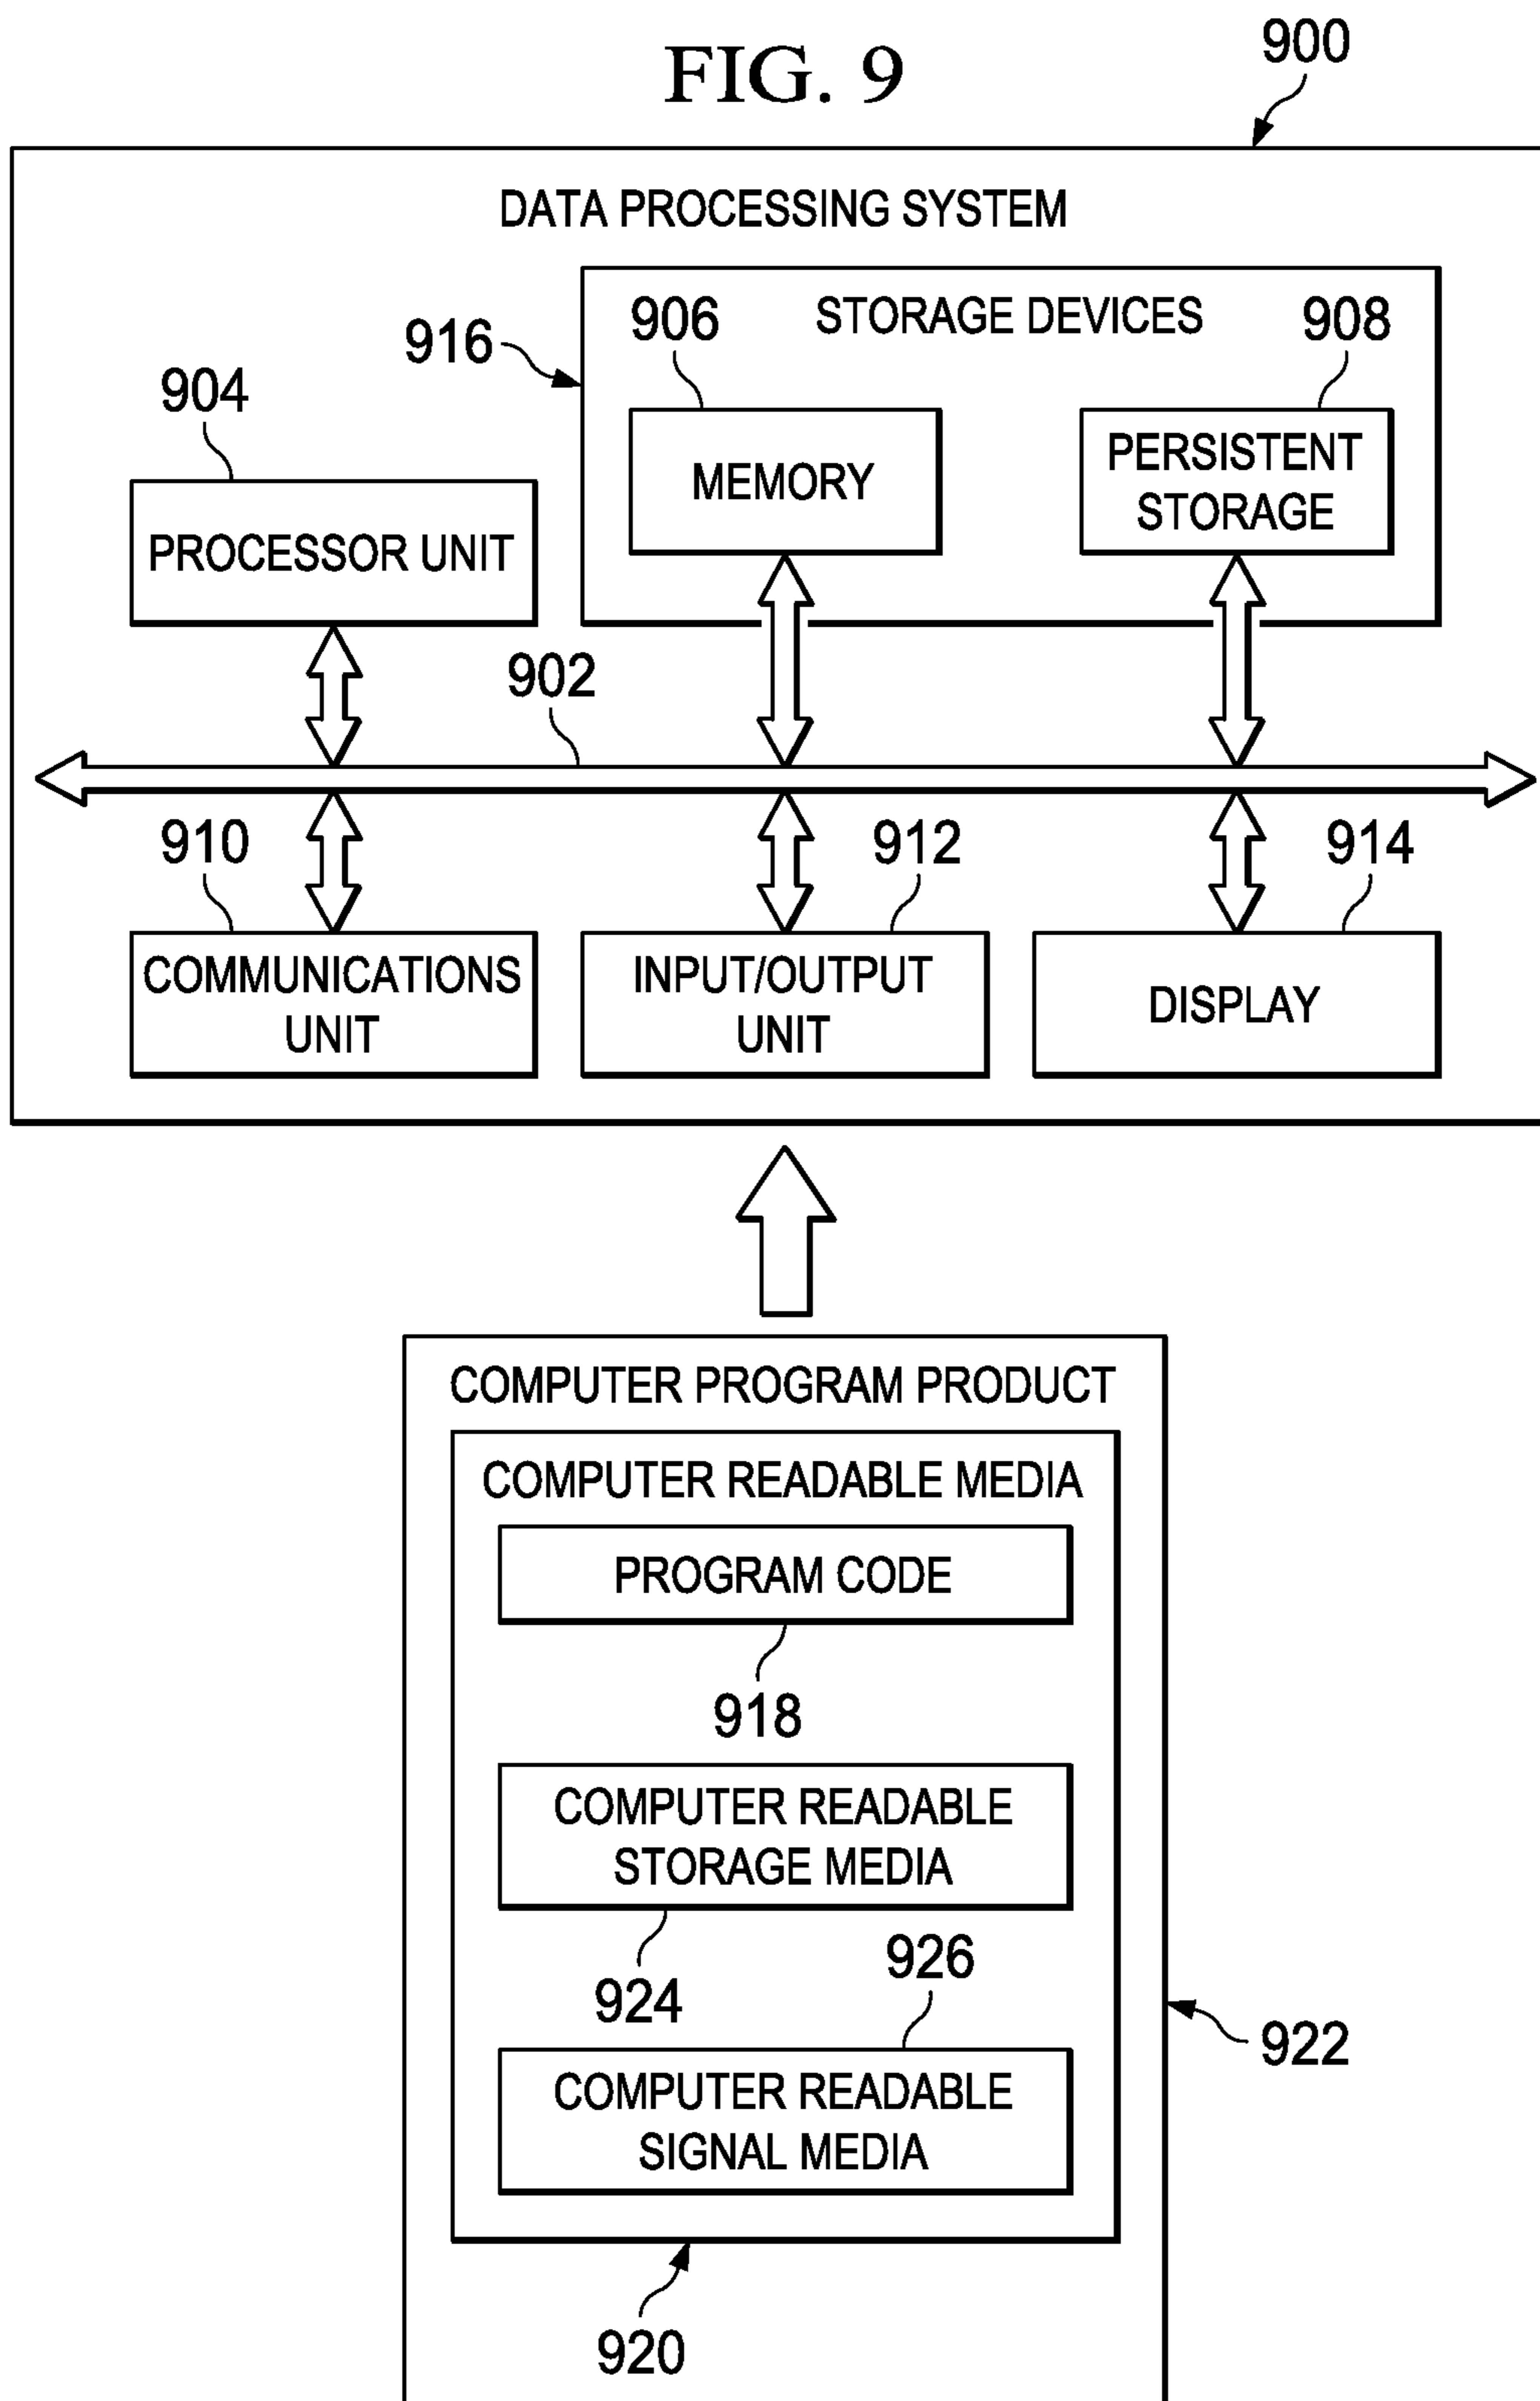 FIG. 9
900
DATA PROCESSING SYSTEM
916
906
STORAGE DEVICES
908
904
MEMORY
PERSISTENT
STORAGE
PROCESSOR UNIT
902
910
912
914
COMMUNICATIONS
UNIT
INPUT/OUTPUT
UNIT
DISPLAY
COMPUTER PROGRAM PRODUCT
COMPUTER READABLE MEDIA
PROGRAM CODE
918
COMPUTER READABLE
STORAGE MEDIA
924
926
922
COMPUTER READABLE
SIGNAL MEDIA
920